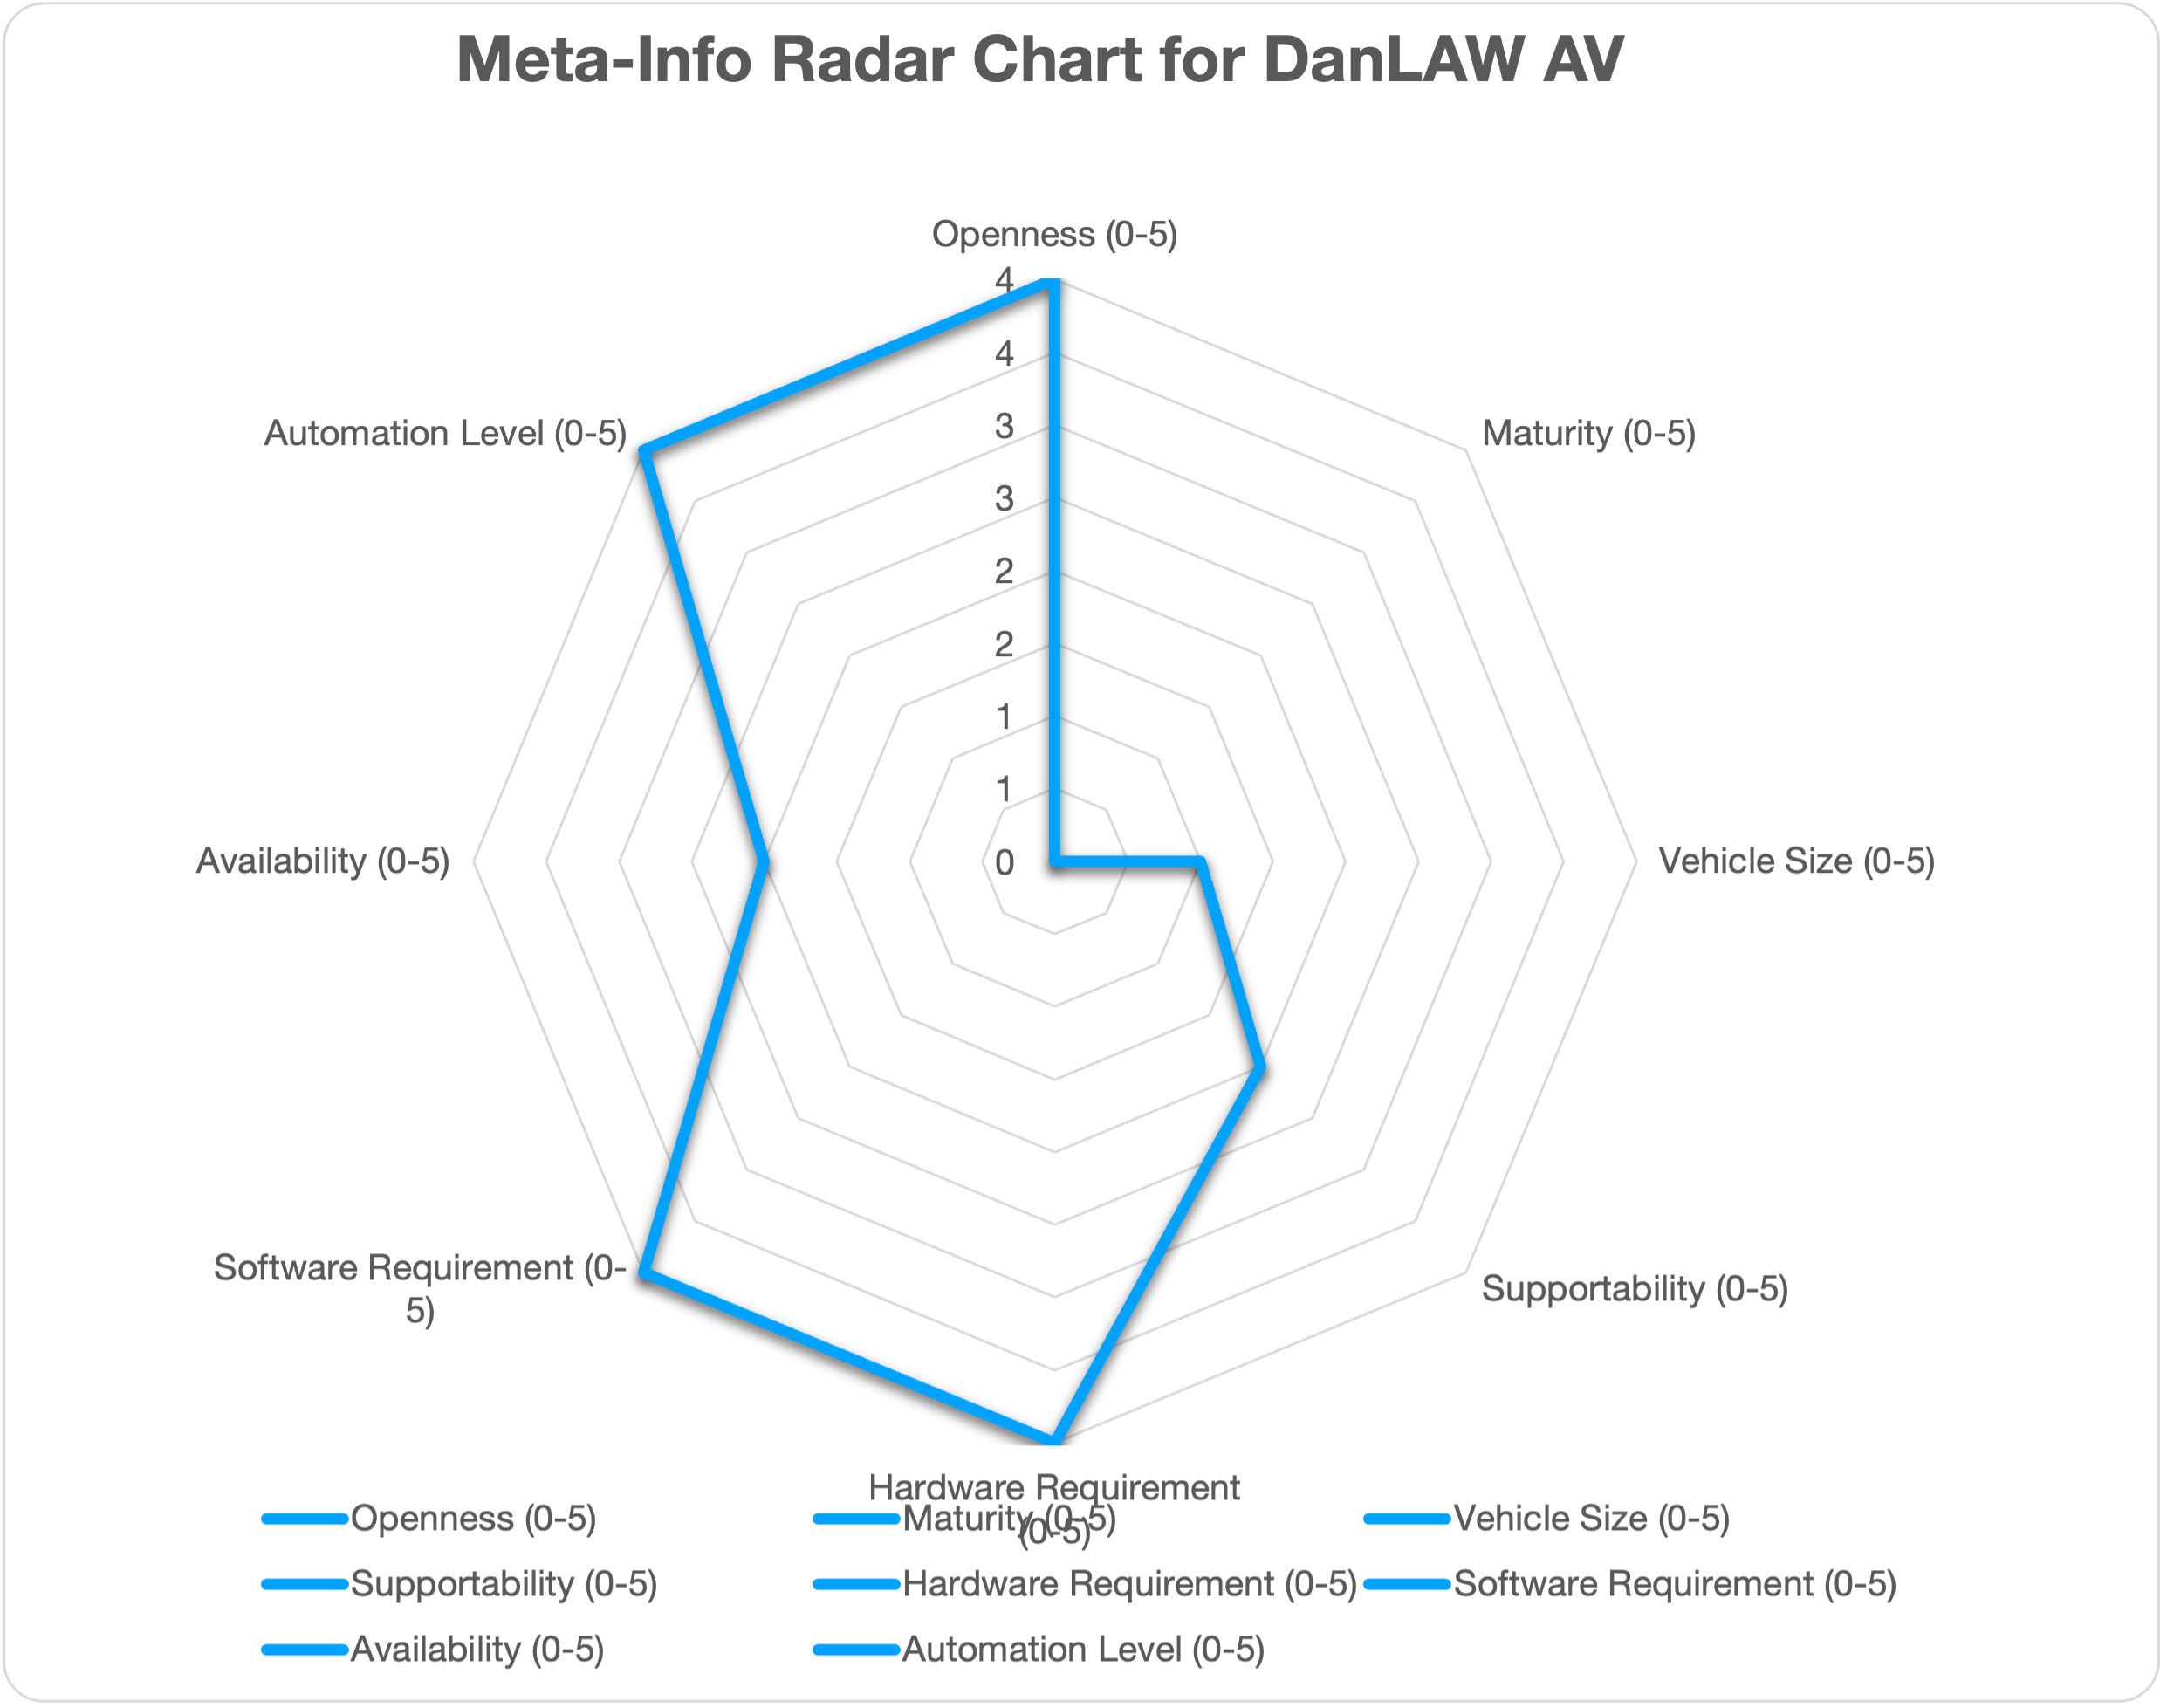 Meta-Info Radar Chart for DanLAW AV
Openness (0-5)
4
4
3
3
2
2
1
1
0
Maturity (0-5)
Vehicle Size (0-5)
Supportability (0-5)
Hardware Requirement
(0-5)
Software Requirement (0-
5)
Availability (0-5)
Automation Level (0-5)
Openness (0-5) Maturity (0-5) Vehicle Size (0-5)
Supportability (0-5) Hardware Requirement (0-5) Software Requirement (0-5)
Availability (0-5) Automation Level (0-5)